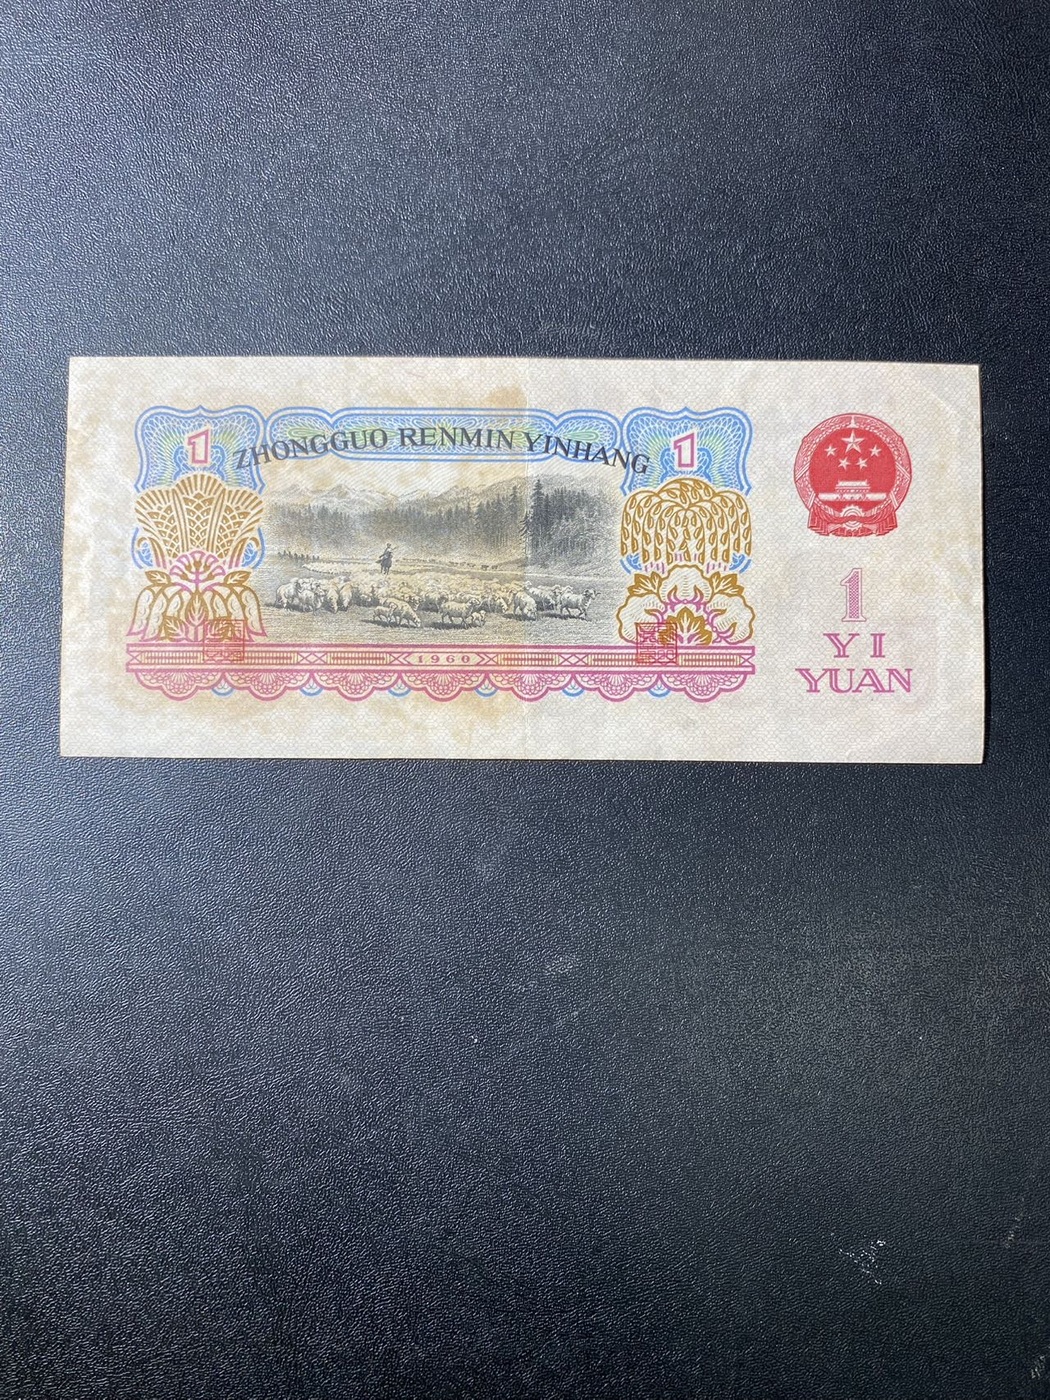 1
ZHONGGUO RENMIN YINHANG
1
1960
1
YI
YUAN